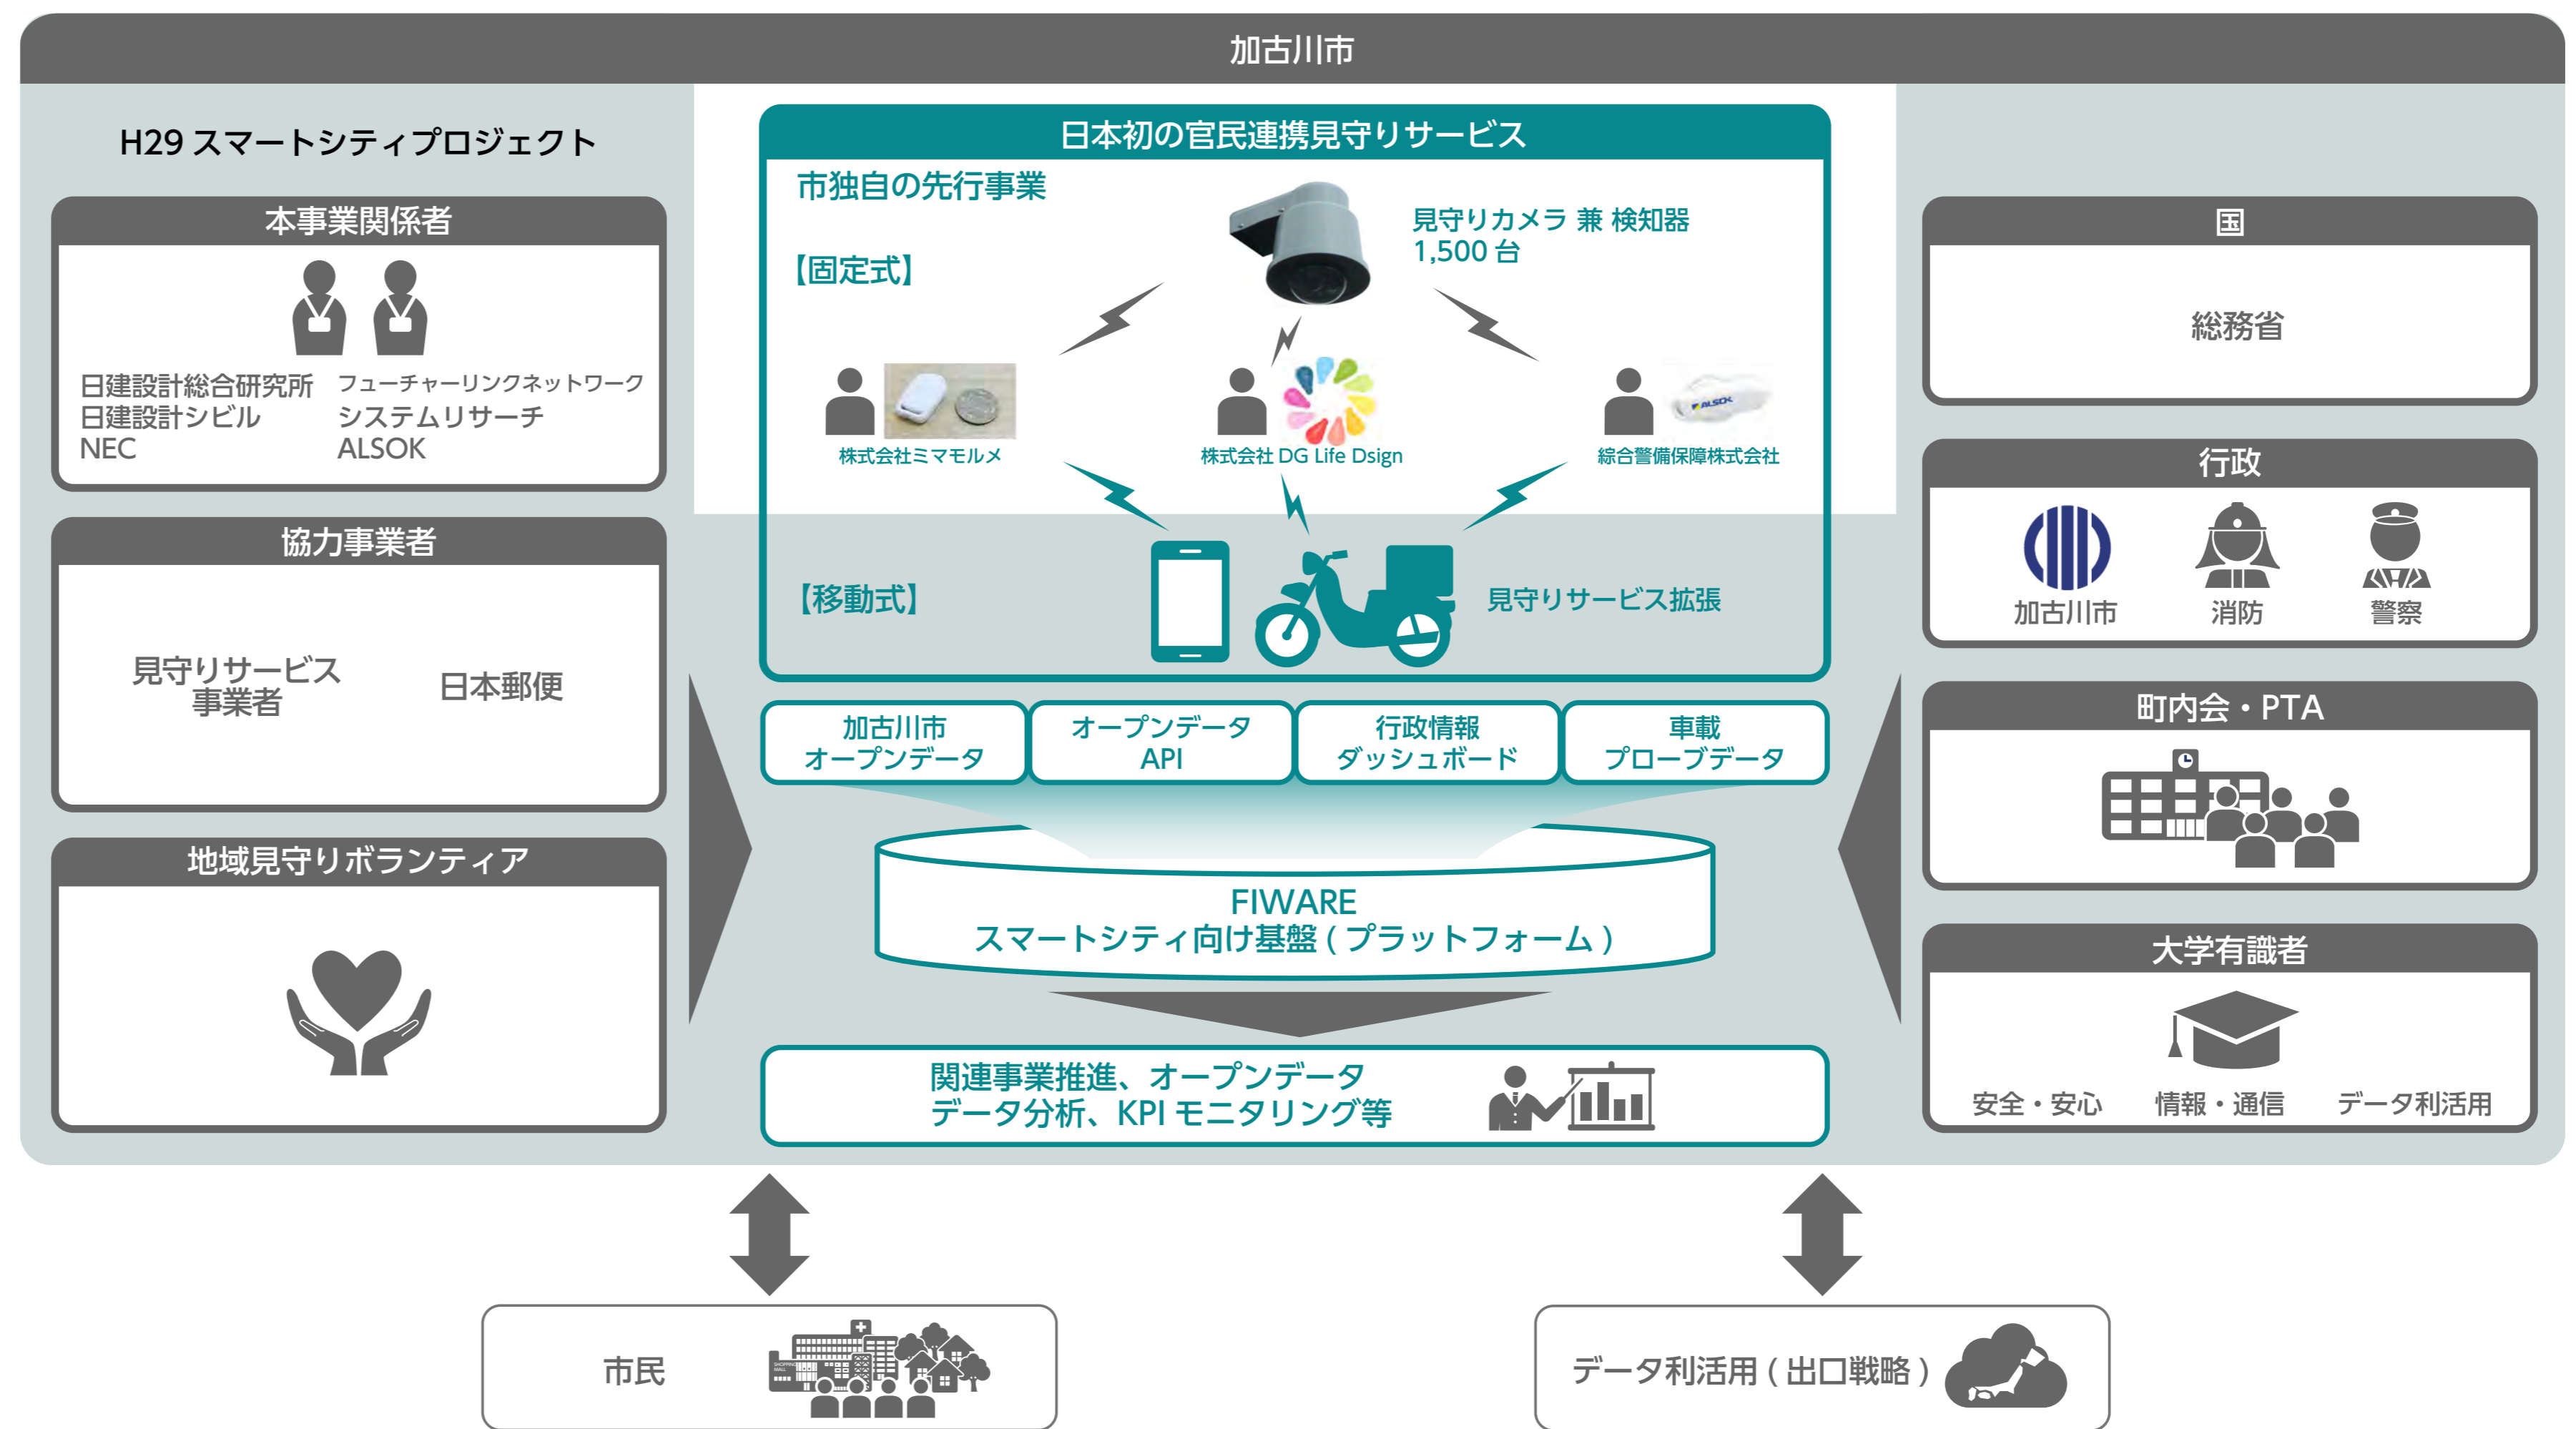 加古川市
H29 スマートシティプロジェクト
本事業関係者
日建設計総合研究所
日建設計シビル
NEC
フューチャーリンクネットワーク
システムリサーチ
ALSOK
協力事業者
見守りサービス
事業者
日本郵便
地域見守りボランティア
日本初の官民連携見守りサービス
市独自の先行事業
【固定式】
見守りカメラ 兼 検知器
1,500 台
株式会社ミマモルメ
株式会社 DG Life Dsign
ALSOK
綜合警備保障株式会社
【移動式】
見守りサービス拡張
加古川市
オープンデータ
オープンデータ
API
行政情報
ダッシュボード
車載
プローブデータ
FIWARE
スマートシティ向け基盤 ( プラットフォーム )
関連事業推進、オープンデータ
データ分析、KPI モニタリング等
国
総務省
行政
加古川市
消防
警察
町内会・PTA
大学有識者
安全・安心
情報・通信
データ利活用
市民
SHOPPING
MALL
データ利活用 ( 出口戦略 )